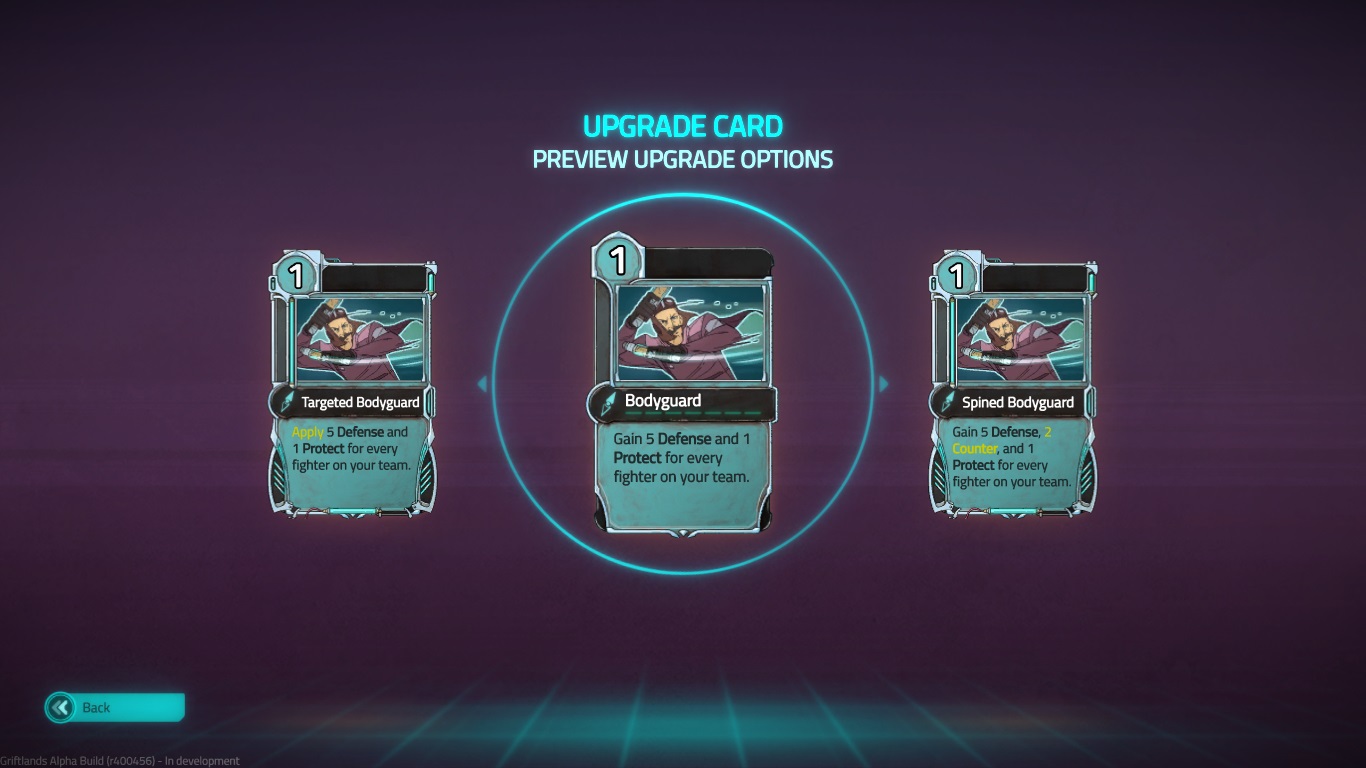 UPGRADE CARD
PREVIEW UPGRADE OPTIONS
1
Targeted Bodyguard
Apply 5 Defense and
1 Protect for every
fighter on your team.
1
Bodyguard
Gain 5 Defense and 1
Protect for every
fighter on your team.
1
Spined Bodyguard
Gain 5 Defense, 2
Counter, and 1
Protect for every
fighter on your team.
Back
Griftlands Alpha Build (r400456) - In development